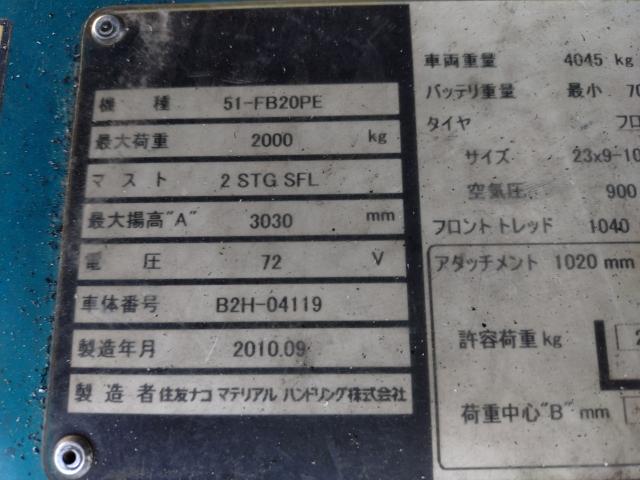 機種 51-FB20PE
最大荷重 2000 kg
マスト 2 STG SFL
最大揚高"A" 3030 mm
電圧 72 V
車体番号 B2H-04119
製造年月 2010.09
製造者 住友ナコ マテリアル ハンドリング株式会社
車両重量 4045 kg
バッテリ重量 最小 70
タイヤ フロ
サイズ 23x9-10
空気圧 900
フロント トレッド 1040
アタッチメント 1020 mm
許容荷重 kg
荷重中心"B" mm